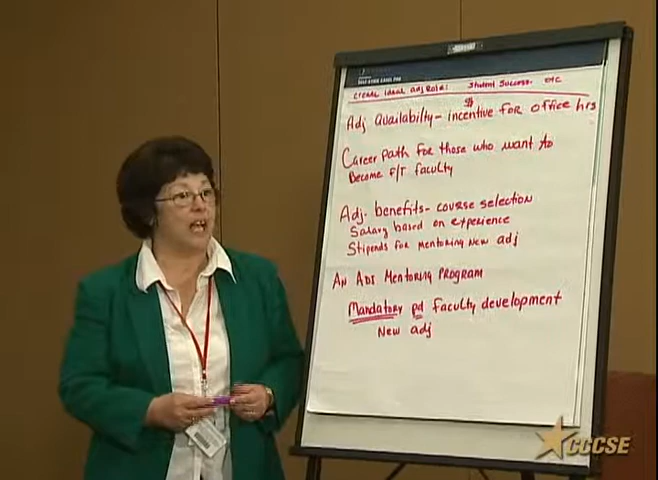 Create ideal adj Role: Student Success. etc
$
Adj availabilty - incentive for office hrs
Career path for those who want to
Become F/T faculty
Adj. benefits - course selection
Salary based on experience
Stipends for mentoring new adj
An Adj Mentoring Program
Mandatory pd faculty development
New adj
CCCSE